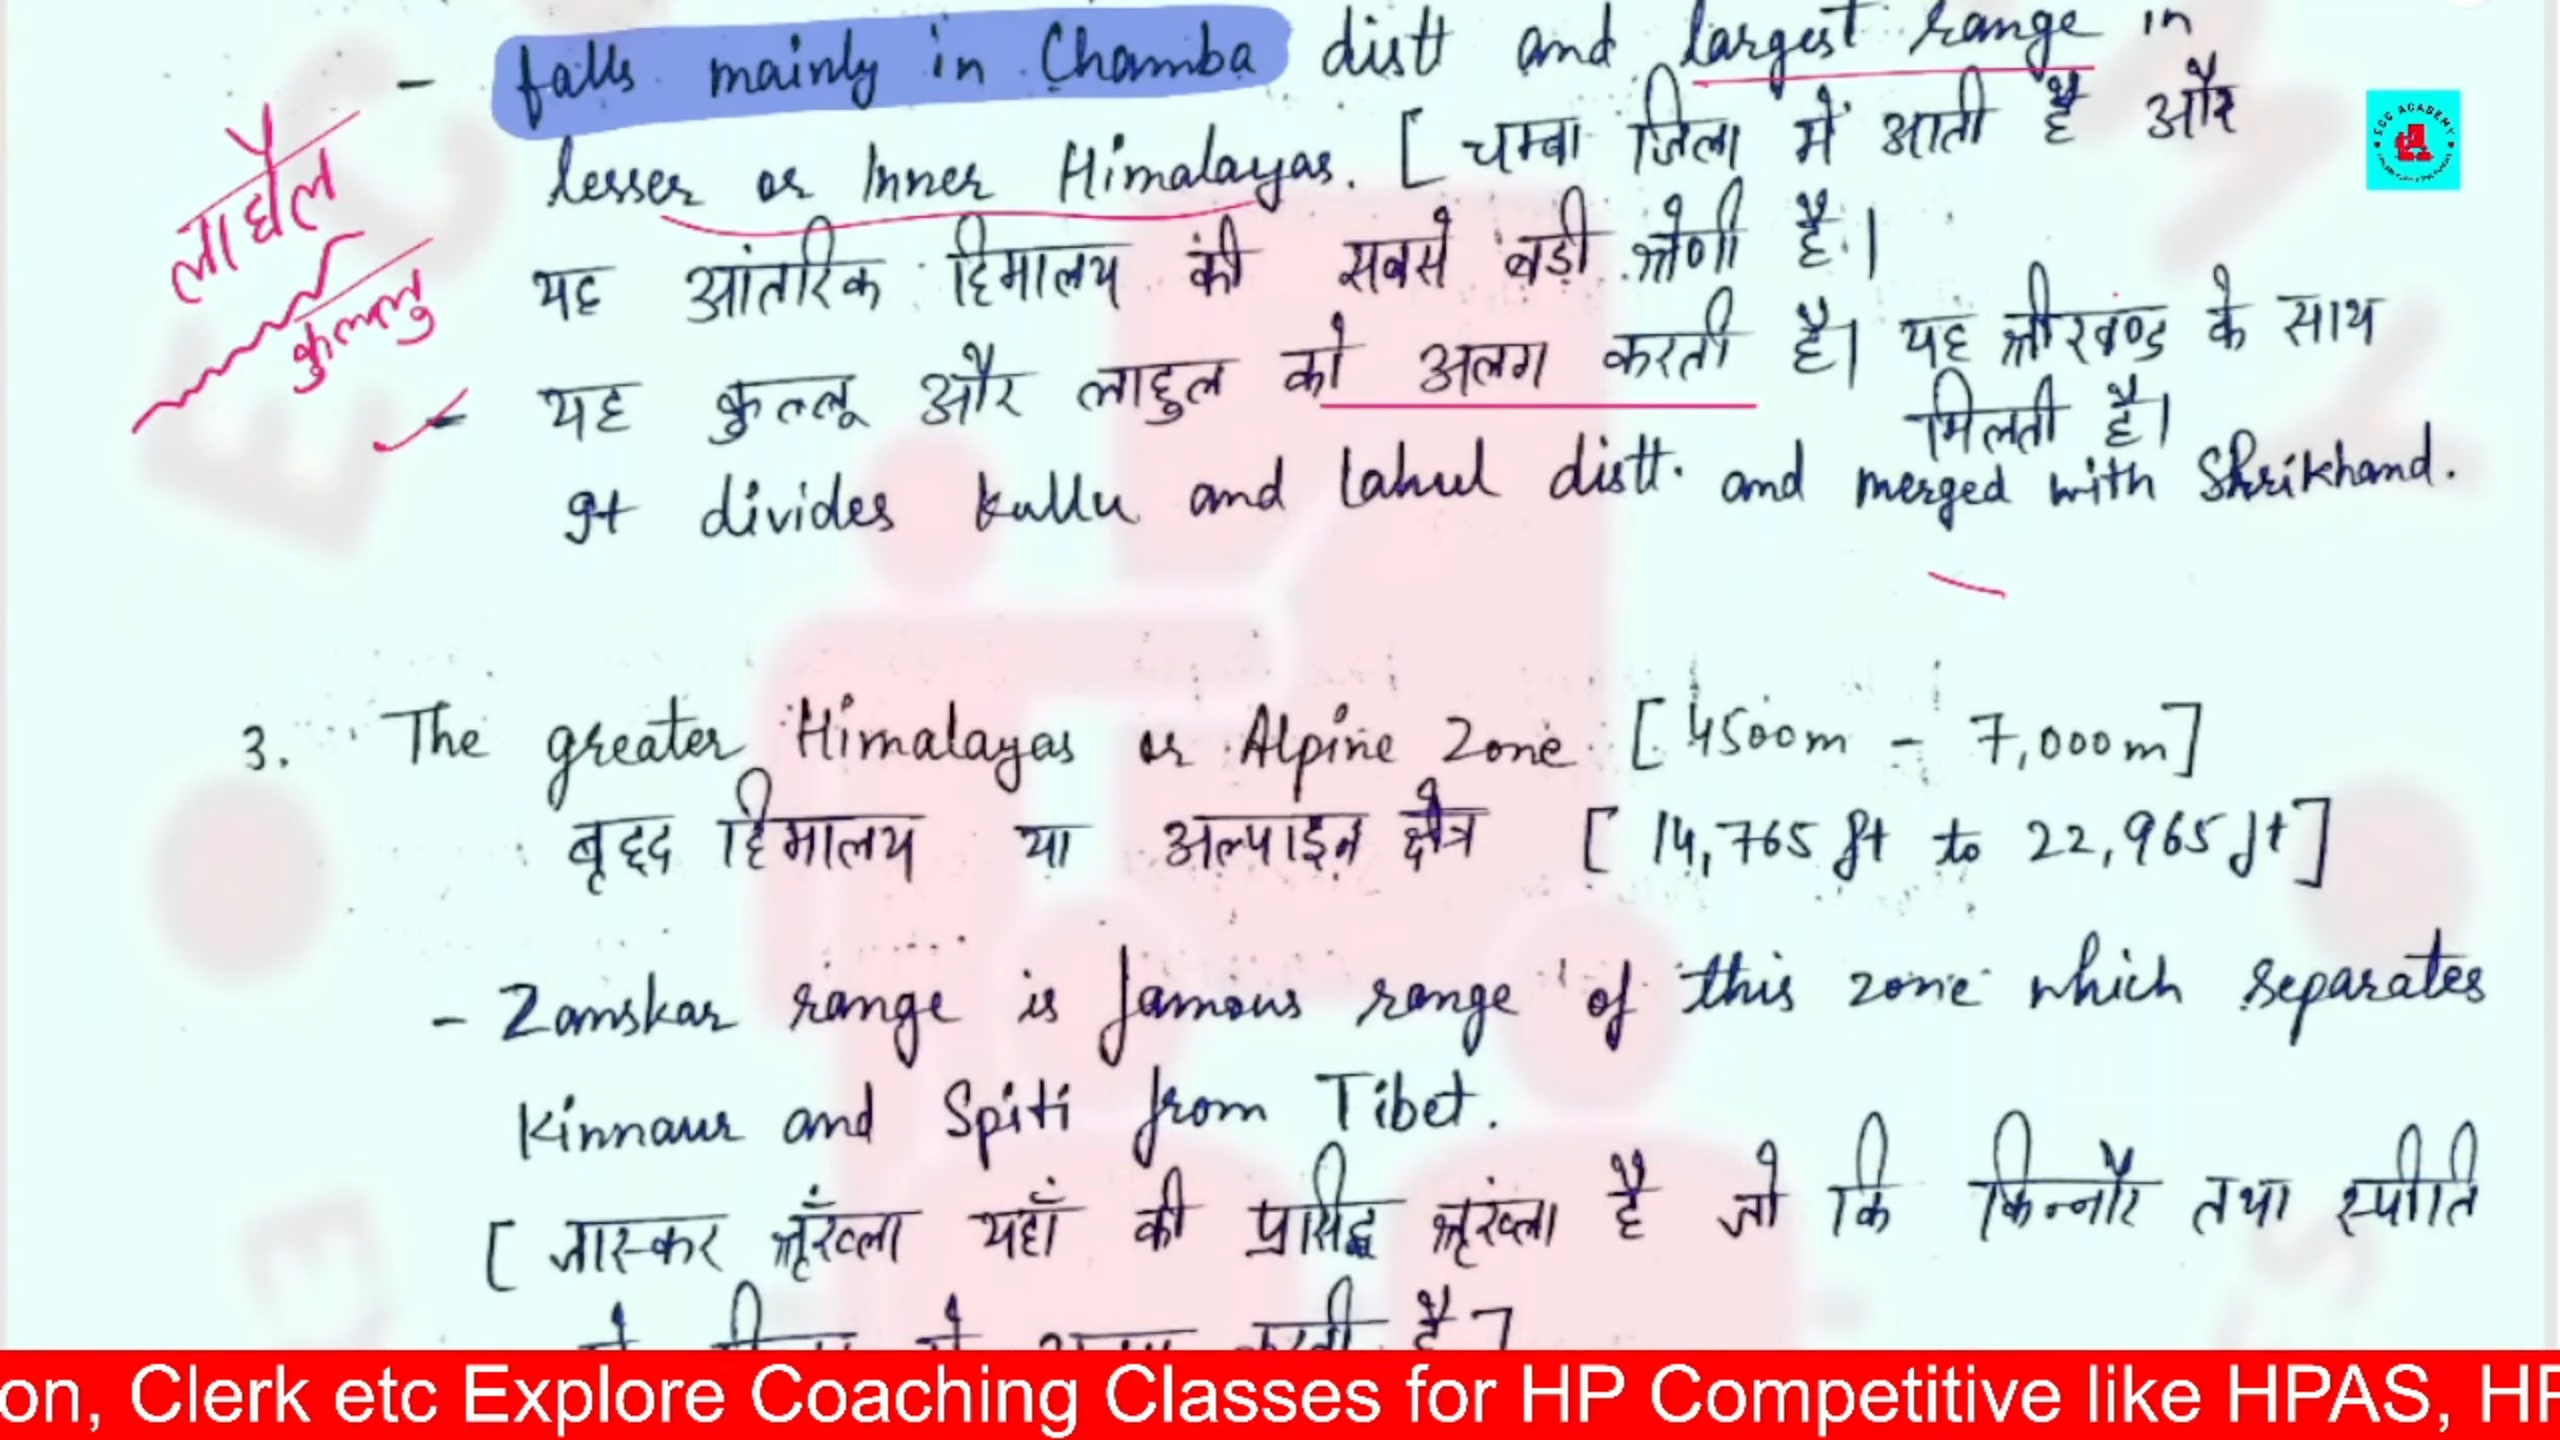 - falls mainly in Chamba distt and largest range in
lesser or Inner Himalayas. [ चम्बा जिला में आती है और
यह आंतरिक हिमालय की सबसे बड़ी श्रेणी है।
- यह कुल्लू और लाहुल को अलग करती है। यह श्रीखण्ड के साथ
मिलती है।
It divides kullu and lahul distt. and merged with Shrikhand.
लाहौल
कुल्लु
3. The greater Himalayas or Alpine Zone [ 4500m - 7,000m ]
बृहद हिमालय या अल्पाइन क्षेत्र [ 14,765 ft to 22,965 ft ]
- Zanskar range is famous range of this zone which separates
Kinnaur and Spiti from Tibet.
[ जास्कर श्रृंखला यहाँ की प्रसिद्ध श्रृंखला है जो कि किन्नौर तथा स्पीति
ECC ACADEMY
on, Clerk etc Explore Coaching Classes for HP Competitive like HPAS, HP